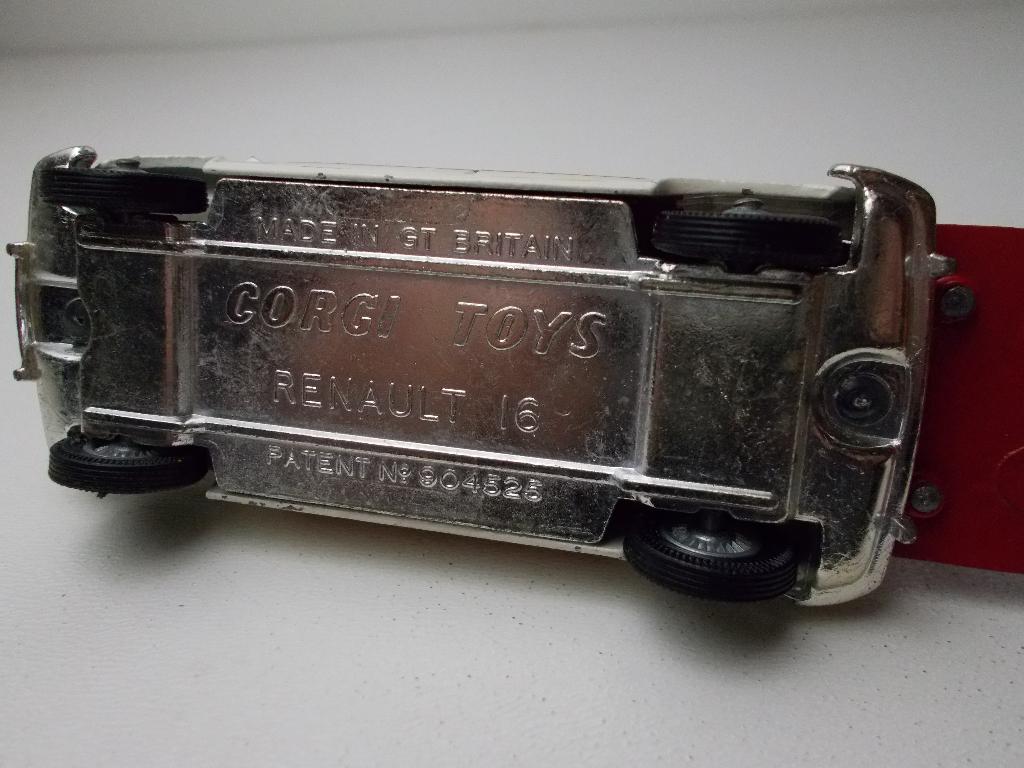 MADE IN GT BRITAIN
CORGI TOYS
RENAULT 16
PATENT Nº 904525